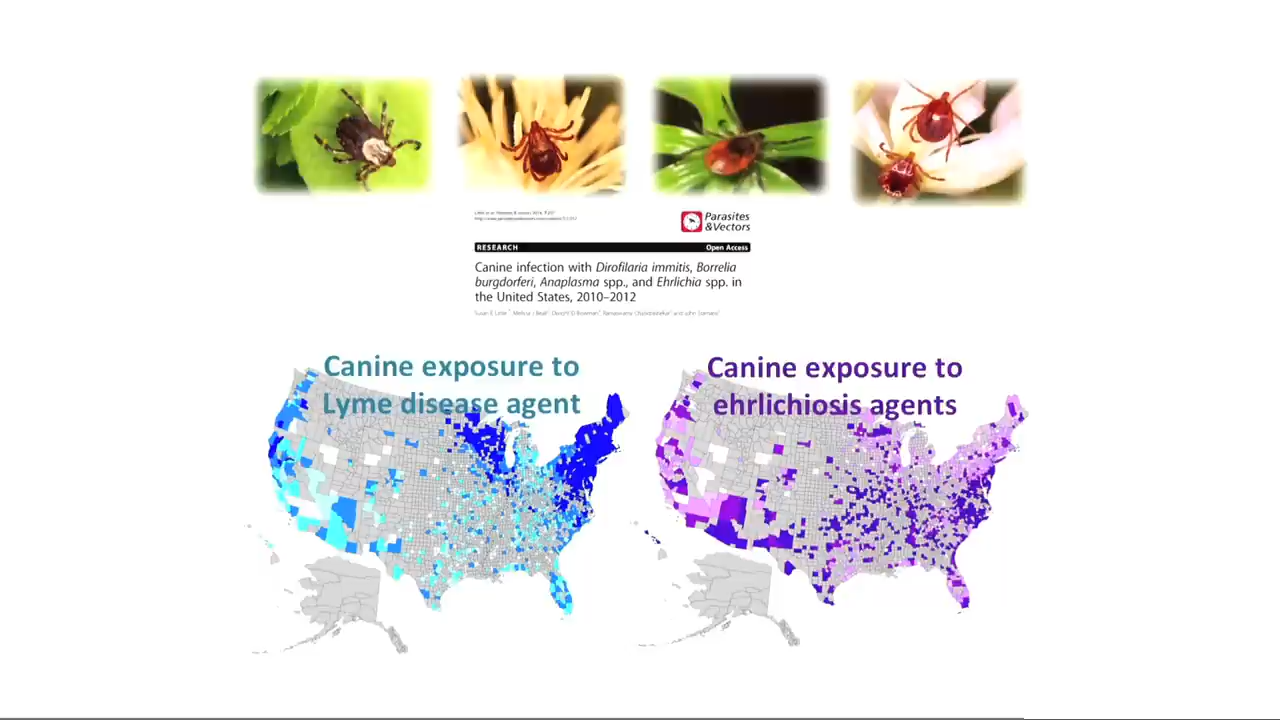 Parasites
&Vectors
RESEARCH Open Access
Canine infection with Dirofilaria immitis, Borrelia
burgdorferi, Anaplasma spp., and Ehrlichia spp. in
the United States, 2010–2012
Canine exposure to
Lyme disease agent
Canine exposure to
ehrlichiosis agents